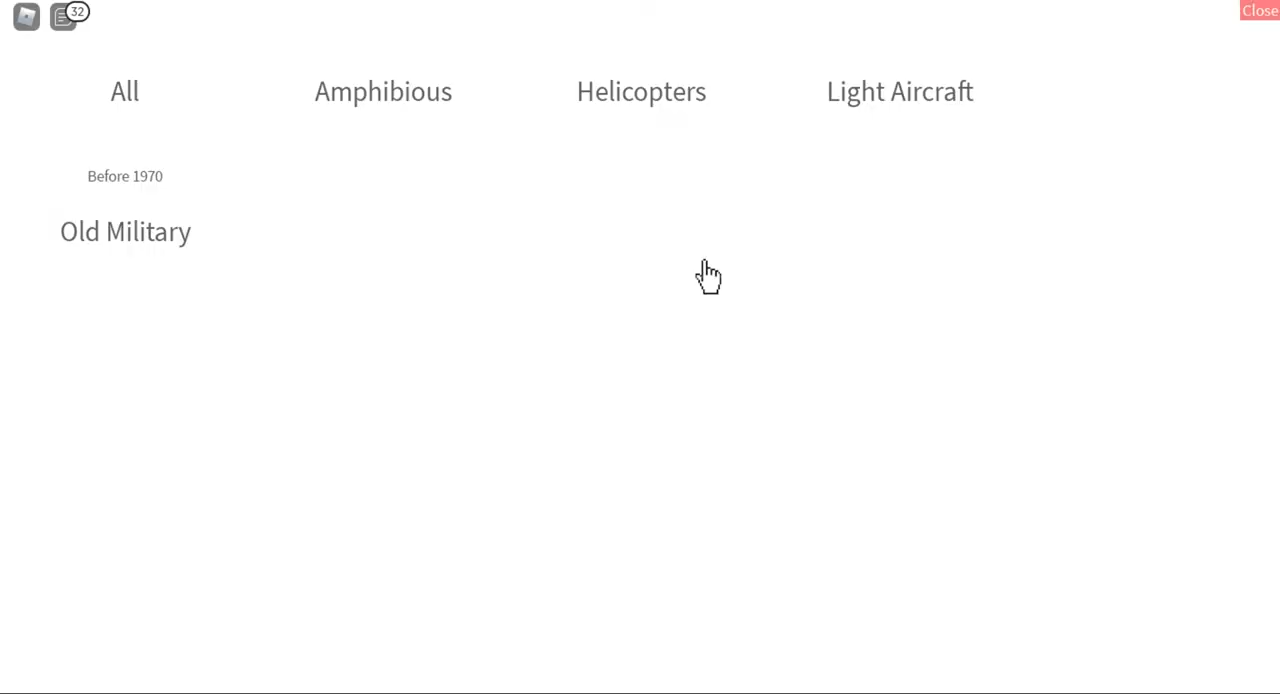 32
Close
All
Amphibious
Helicopters
Light Aircraft
Before 1970
Old Military